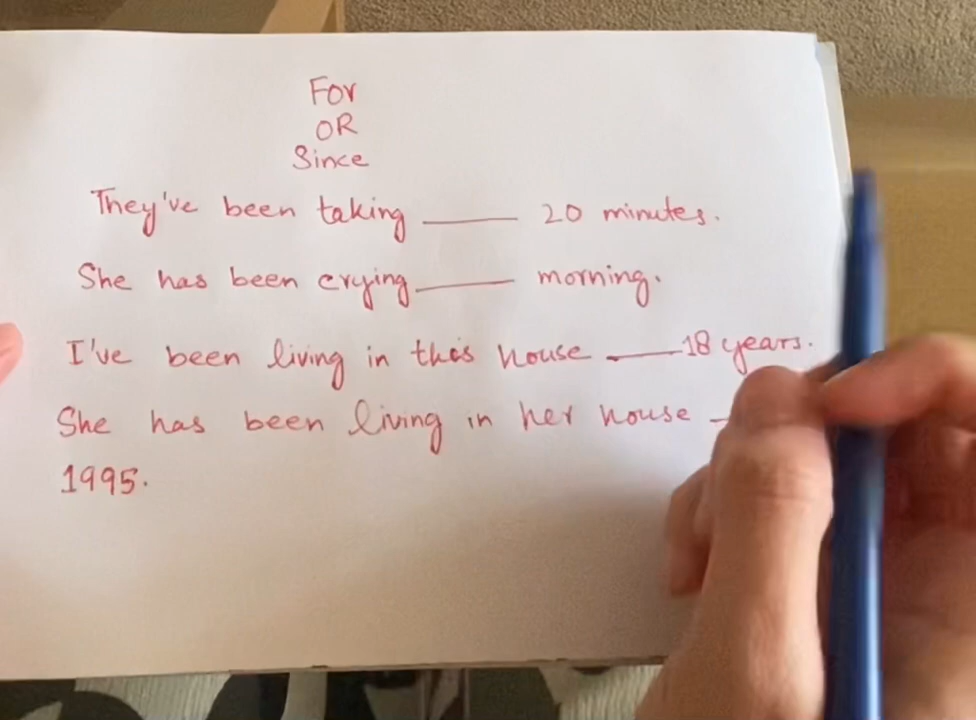 For
OR
Since
They've been taking ____ 20 minutes.
She has been crying ____ morning.
I've been living in this house ____ 18 years.
She has been living in her house _
1995.